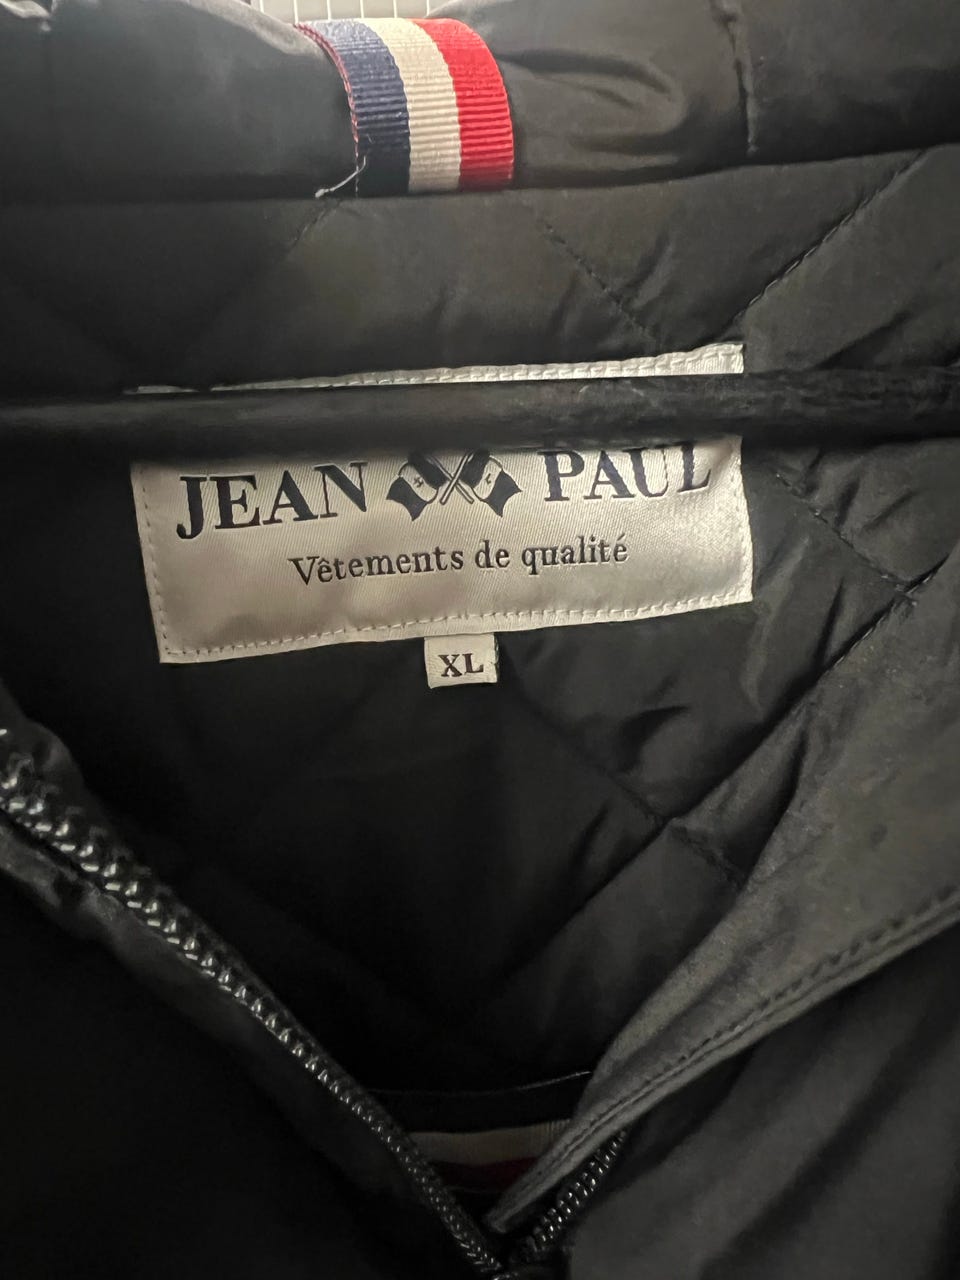 JEAN PAUL
Vêtements de qualité
XL